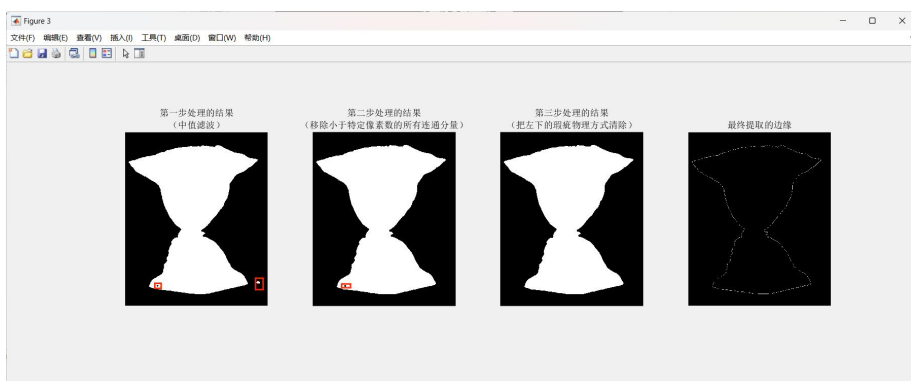 Figure 3
文件(F) 编辑(E) 查看(V) 插入(I) 工具(T) 桌面(D) 窗口(W) 帮助(H)
第一步处理的结果
（中值滤波）
第二步处理的结果
（移除小于特定像素数的所有连通分量）
第三步处理的结果
（把左下的瑕疵物理方式清除）
最终提取的边缘